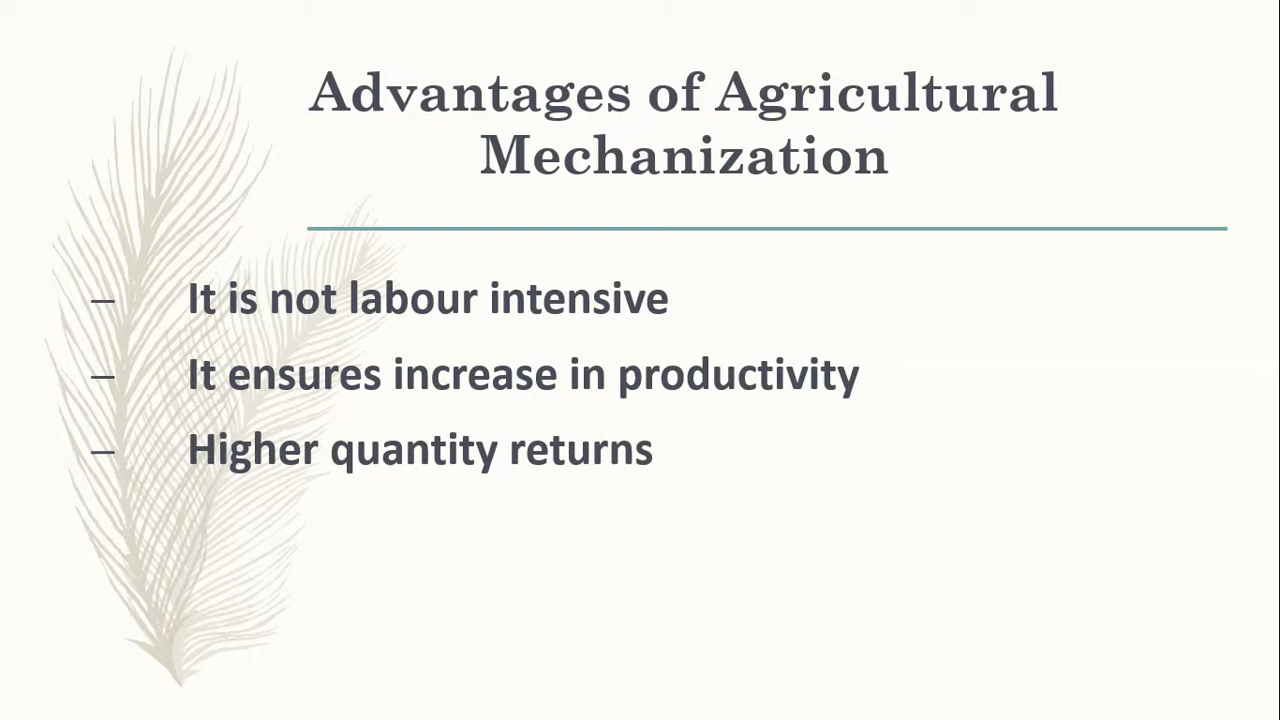 Advantages of Agricultural
Mechanization
– It is not labour intensive
– It ensures increase in productivity
– Higher quantity returns